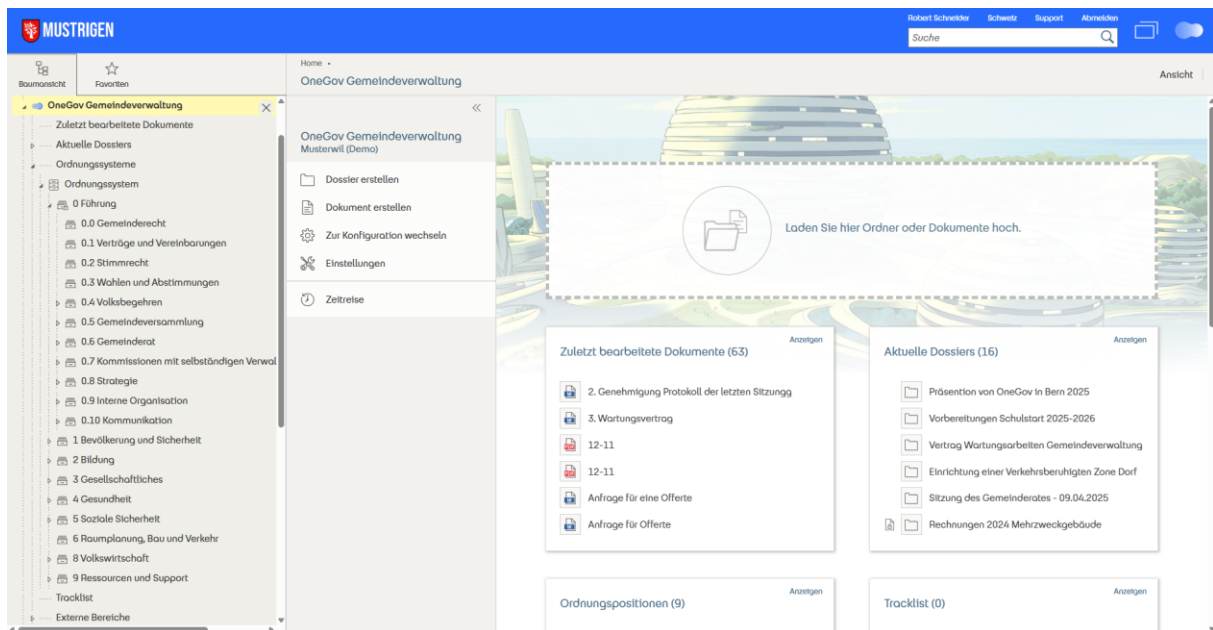 MUSTRIGEN
Robert Schneider Schweiz Support Abmelden
Suche
Baumansicht Favoriten
Home
OneGov Gemeindeverwaltung
Ansicht
OneGov Gemeindeverwaltung
Zuletzt bearbeitete Dokumente
Aktuelle Dossiers
Ordnungssysteme
Ordnungssystem
0 Führung
0.0 Gemeinderecht
0.1 Verträge und Vereinbarungen
0.2 Stimmrecht
0.3 Wahlen und Abstimmungen
0.4 Volksbegehren
0.5 Gemeindeversammlung
0.6 Gemeinderat
0.7 Kommissionen mit selbständigen Verwal
0.8 Strategie
0.9 Interne Organisation
0.10 Kommunikation
1 Bevölkerung und Sicherheit
2 Bildung
3 Gesellschaftliches
4 Gesundheit
5 Soziale Sicherheit
6 Raumplanung, Bau und Verkehr
8 Volkswirtschaft
9 Ressourcen und Support
Tracklist
Externe Bereiche
OneGov Gemeindeverwaltung
Musterwil (Demo)
Dossier erstellen
Dokument erstellen
Zur Konfiguration wechseln
Einstellungen
Zeitreise
Laden Sie hier Ordner oder Dokumente hoch.
Anzeigen
Zuletzt bearbeitete Dokumente (63)
2. Genehmigung Protokoll der letzten Sitzungg
3. Wartungsvertrag
PDF 12-11
PDF 12-11
Anfrage für eine Offerte
Anfrage für Offerte
Anzeigen
Aktuelle Dossiers (16)
Präsention von OneGov in Bern 2025
Vorbereitungen Schulstart 2025-2026
Vertrag Wartungsarbeiten Gemeindeverwaltung
Einrichtung einer Verkehrsberuhigten Zone Dorf
Sitzung des Gemeinderates - 09.04.2025
Rechnungen 2024 Mehrzweckgebäude
Anzeigen
Ordnungspositionen (9)
Anzeigen
Tracklist (0)